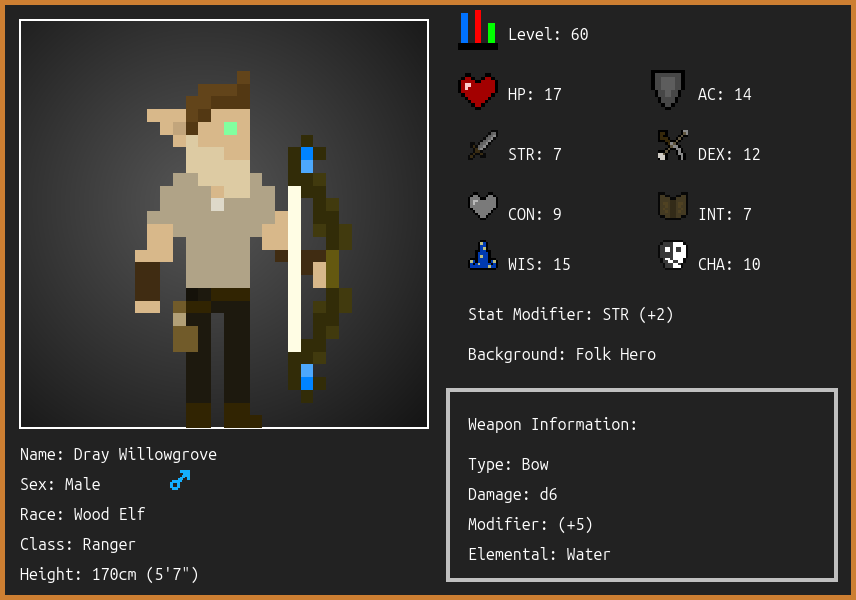 Level: 60
HP: 17
AC: 14
STR: 7
DEX: 12
CON: 9
INT: 7
WIS: 15
CHA: 10
Stat Modifier: STR (+2)
Background: Folk Hero
Weapon Information:
Type: Bow
Damage: d6
Modifier: (+5)
Elemental: Water
Name: Dray Willowgrove
Sex: Male
Race: Wood Elf
Class: Ranger
Height: 170cm (5'7")